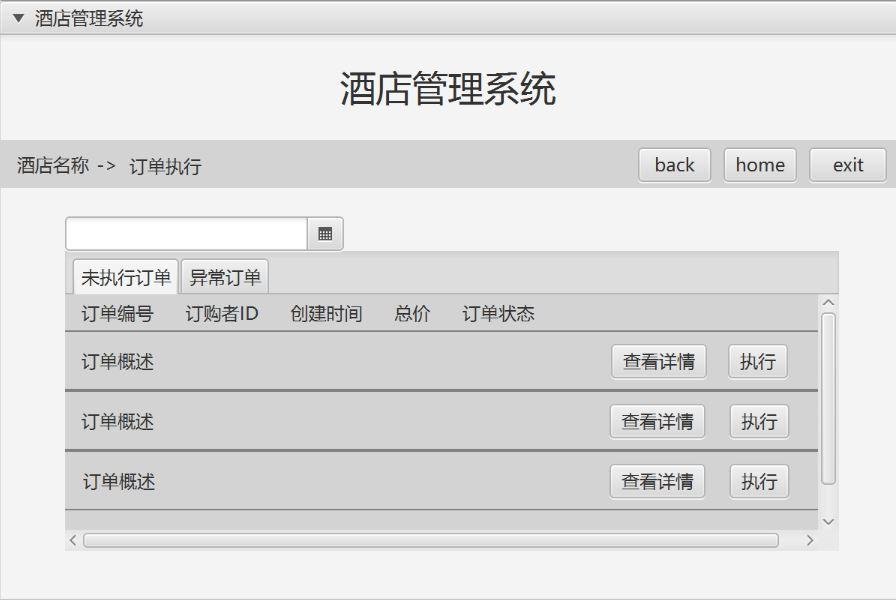 酒店管理系统
酒店管理系统
酒店名称 -> 订单执行 back home exit
未执行订单 异常订单
订单编号 订购者ID 创建时间 总价 订单状态
订单概述 查看详情 执行
订单概述 查看详情 执行
订单概述 查看详情 执行